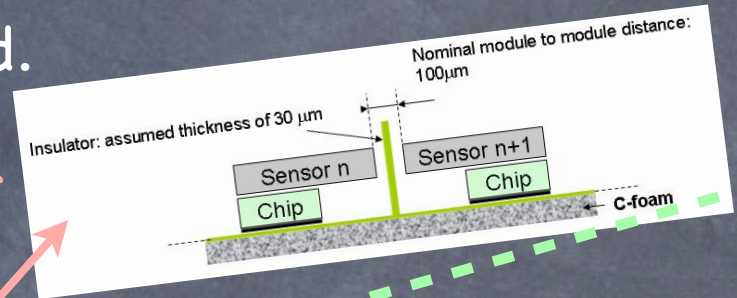 d.
Nominal module to module distance:
100μm
Insulator: assumed thickness of 30 μm
Sensor n
Sensor n+1
Chip
Chip
C-foam